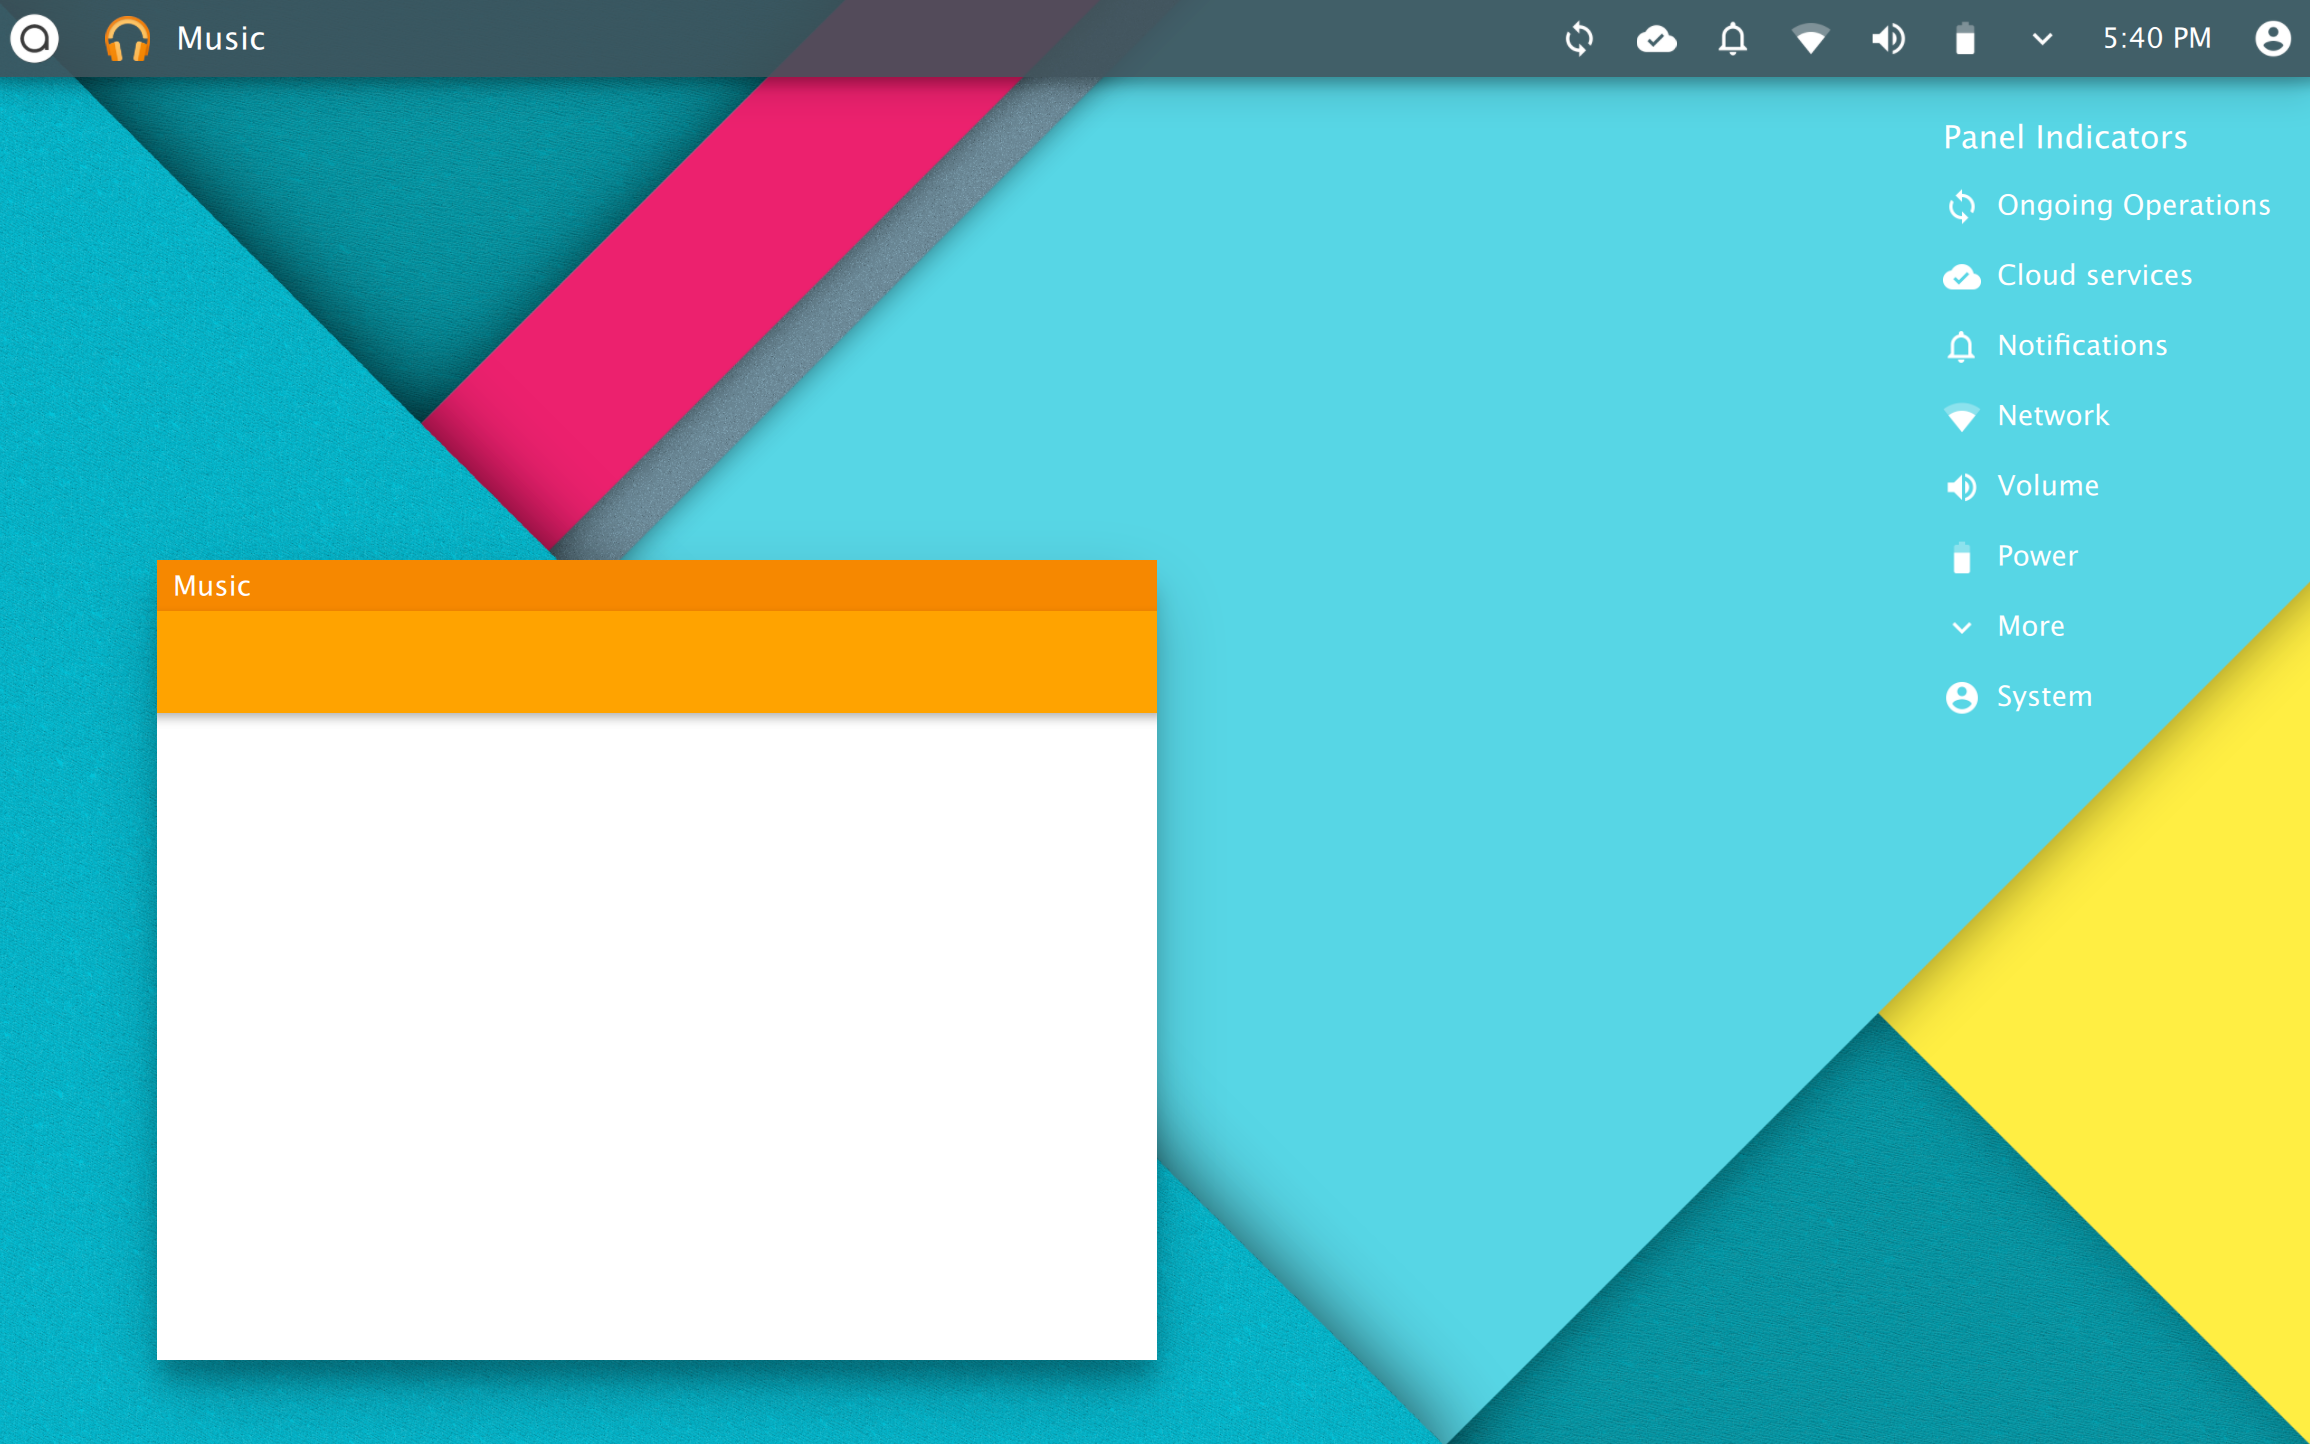 Music
5:40 PM
Panel Indicators
Ongoing Operations
Cloud services
Notifications
Network
Volume
Power
More
System
Music